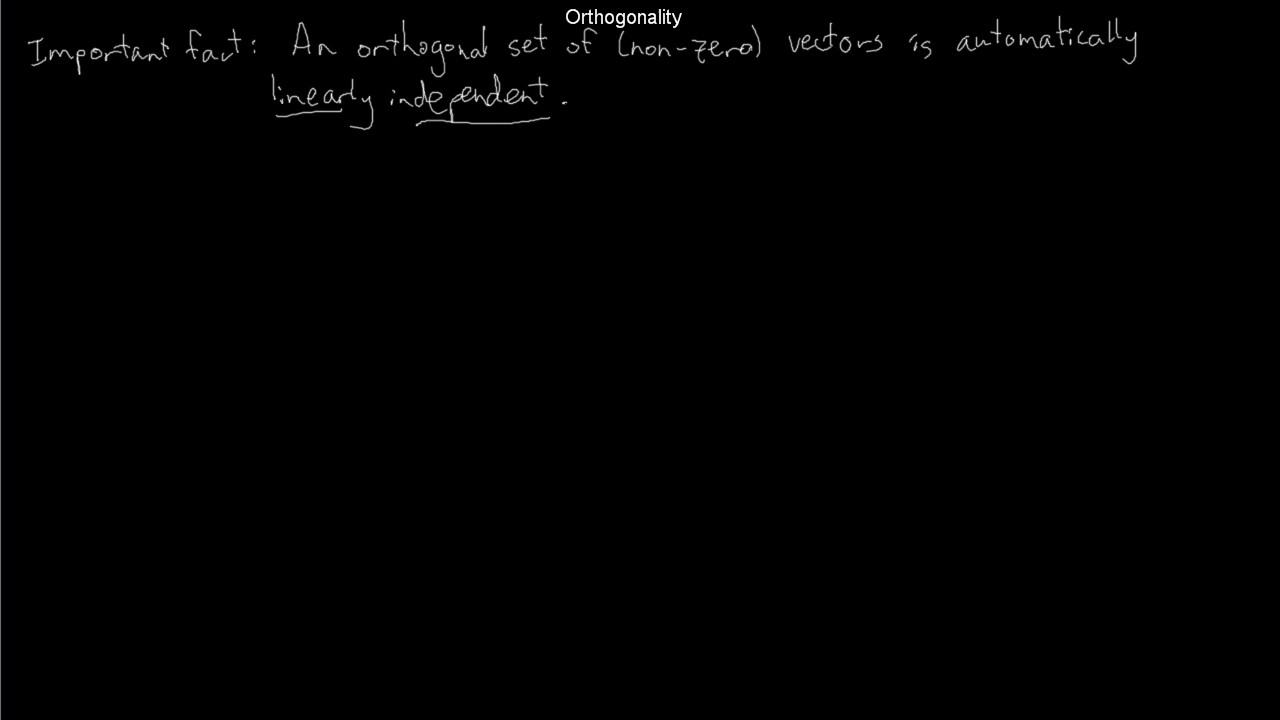 Orthogonality
Important fact: An orthogonal set of (non-zero) vectors is automatically
linearly independent.